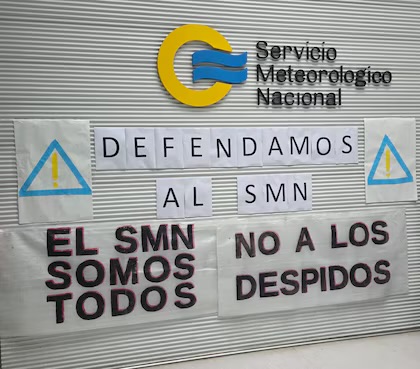 Servicio
Meteorologico
Nacional
DEFENDAMOS
AL SMN
EL SMN
SOMOS
TODOS
NO A LOS
DESPIDOS